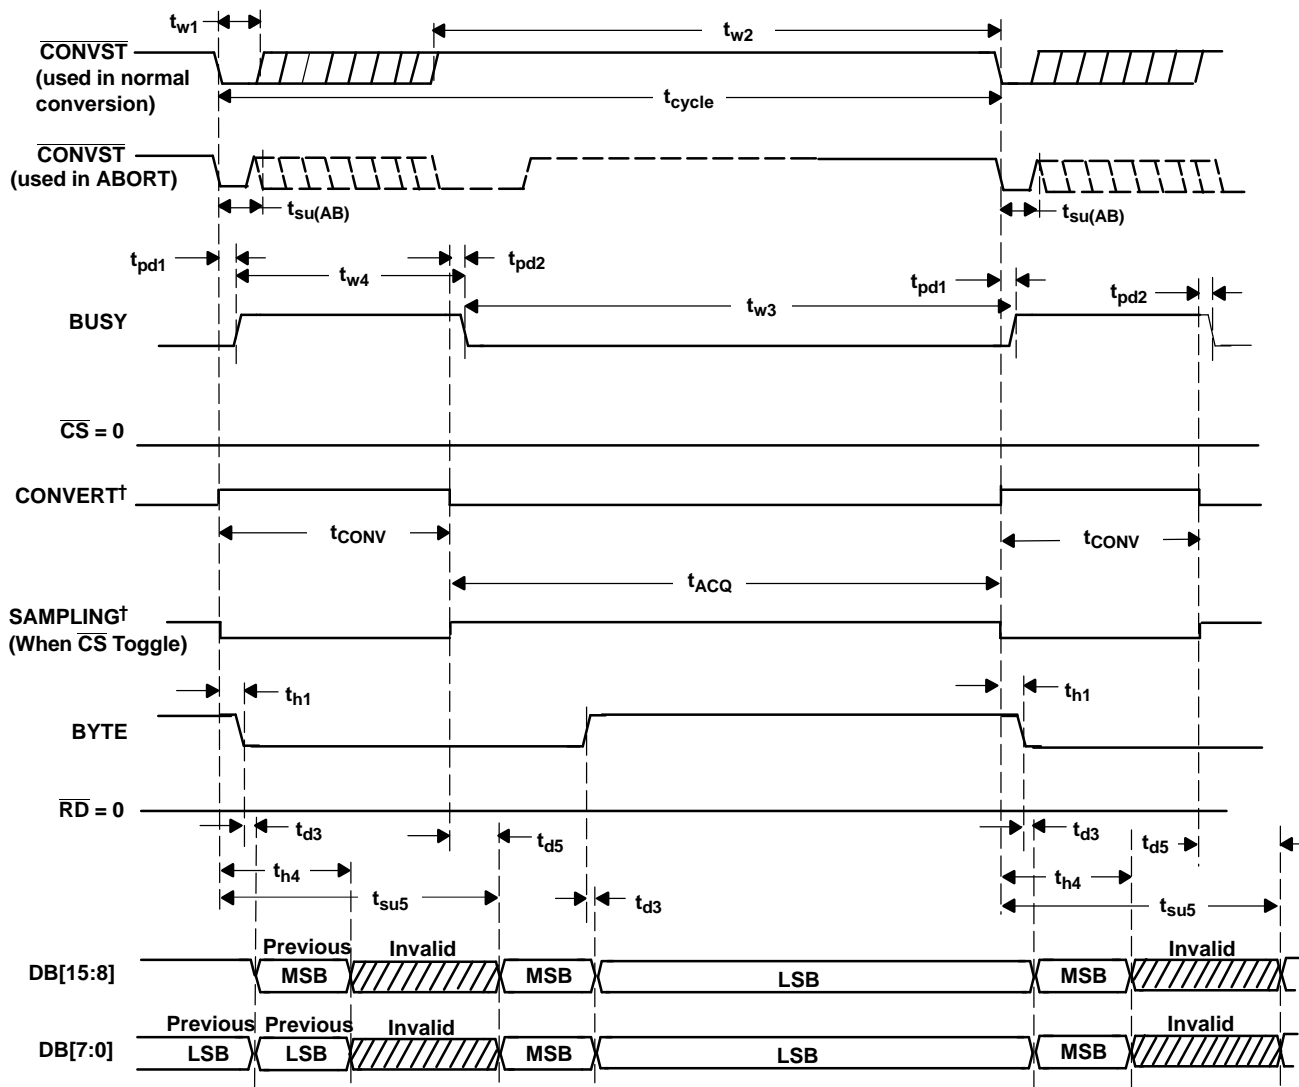 tw1
tw2
CONVST
(used in normal
conversion)
tcycle
CONVST
(used in ABORT)
tsu(AB)
tsu(AB)
tpd1
tw4
tpd2
tpd1
tw3
tpd2
BUSY
CS = 0
CONVERT†
tCONV
tCONV
tACQ
SAMPLING†
(When CS Toggle)
th1
th1
BYTE
RD = 0
td3
td5
td3
td5
th4
th4
tsu5
td3
tsu5
Previous
Invalid
Invalid
DB[15:8]
MSB
MSB
LSB
MSB
Previous
Previous
Invalid
Invalid
DB[7:0]
LSB
LSB
MSB
LSB
MSB